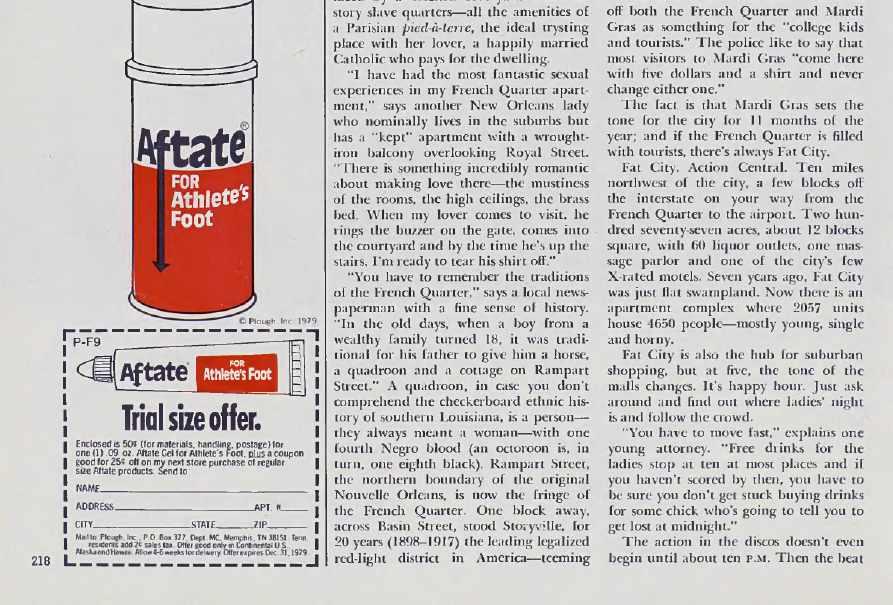 Aftate®
FOR
Athlete's
Foot
© Plough, Inc. 1979
P-F9
Aftate®
FOR
Athlete's Foot
Trial size offer.
Enclosed is 50¢ (for materials, handling, postage) for
one (1) .09 oz. Aftate Gel for Athlete's Foot, plus a coupon
good for 25¢ off on my next store purchase of regular
size Aftate products. Send to
NAME
ADDRESS APT. #
CITY STATE ZIP
Mail to: Plough, Inc., P.O. Box 377, Dept. MC, Memphis, TN 38151. Tenn.
residents add 2¢ sales tax. Offer good only in Continental U.S.,
Alaska and Hawaii. Allow 4-6 weeks for delivery. Offer expires Dec. 31, 1979.
218
story slave quarters—all the amenities of
a Parisian pied-à-terre, the ideal trysting
place with her lover, a happily married
Catholic who pays for the dwelling.
"I have had the most fantastic sexual
experiences in my French Quarter apart-
ment," says another New Orleans lady
who nominally lives in the suburbs but
has a "kept" apartment with a wrought-
iron balcony overlooking Royal Street.
"There is something incredibly romantic
about making love there—the mustiness
of the rooms, the high ceilings, the brass
bed. When my lover comes to visit, he
rings the buzzer on the gate, comes into
the courtyard and by the time he's up the
stairs, I'm ready to tear his shirt off."
"You have to remember the traditions
of the French Quarter," says a local news-
paperman with a fine sense of history.
"In the old days, when a boy from a
wealthy family turned 18, it was tradi-
tional for his father to give him a horse,
a quadroon and a cottage on Rampart
Street." A quadroon, in case you don't
comprehend the checkerboard ethnic his-
tory of southern Louisiana, is a person—
they always meant a woman—with one
fourth Negro blood (an octoroon is, in
turn, one eighth black). Rampart Street,
the northern boundary of the original
Nouvelle Orleans, is now the fringe of
the French Quarter. One block away,
across Basin Street, stood Storyville, for
20 years (1898–1917) the leading legalized
red-light district in America—teeming
off both the French Quarter and Mardi
Gras as something for the "college kids
and tourists." The police like to say that
most visitors to Mardi Gras "come here
with five dollars and a shirt and never
change either one."
The fact is that Mardi Gras sets the
tone for the city for 11 months of the
year; and if the French Quarter is filled
with tourists, there's always Fat City.
Fat City. Action Central. Ten miles
northwest of the city, a few blocks off
the interstate on your way from the
French Quarter to the airport. Two hun-
dred seventy-seven acres, about 12 blocks
square, with 60 liquor outlets, one mas-
sage parlor and one of the city's few
X-rated motels. Seven years ago, Fat City
was just flat swampland. Now there is an
apartment complex where 2057 units
house 4650 people—mostly young, single
and horny.
Fat City is also the hub for suburban
shopping, but at five, the tone of the
malls changes. It's happy hour. Just ask
around and find out where ladies' night
is and follow the crowd.
"You have to move fast," explains one
young attorney. "Free drinks for the
ladies stop at ten at most places and if
you haven't scored by then, you have to
be sure you don't get stuck buying drinks
for some chick who's going to tell you to
get lost at midnight."
The action in the discos doesn't even
begin until about ten P.M. Then the beat